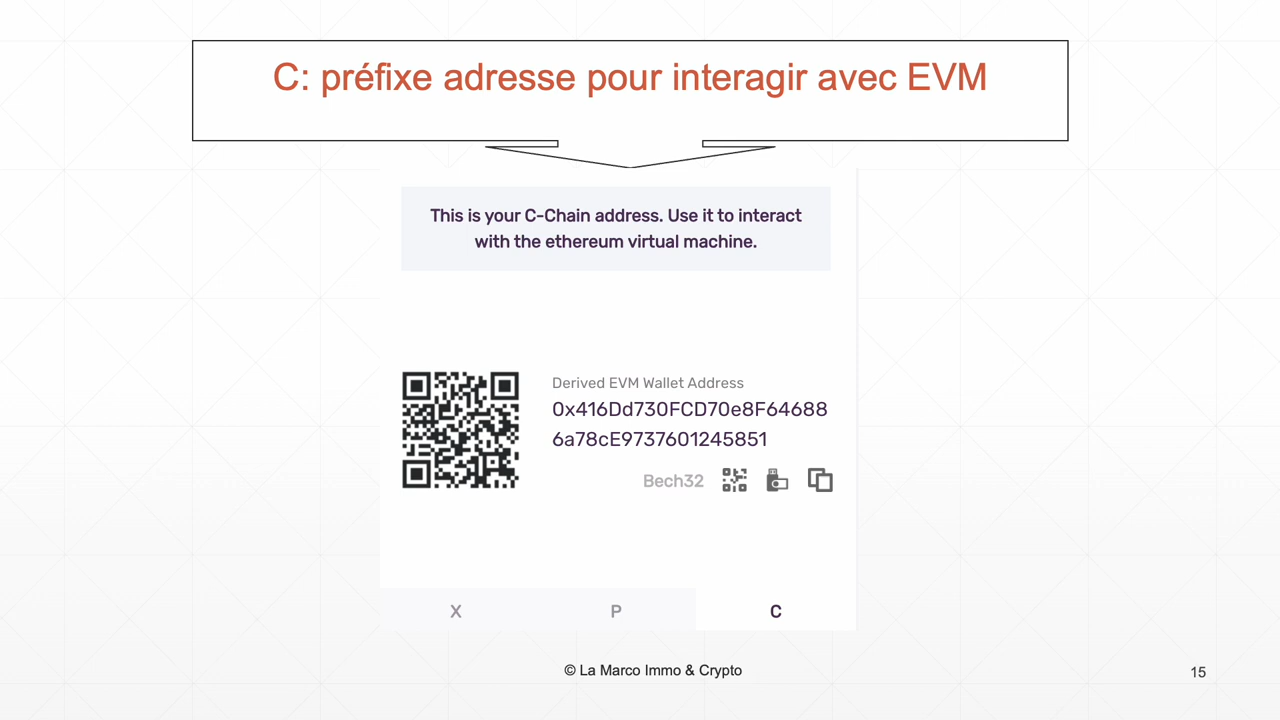 C: préfixe adresse pour interagir avec EVM
This is your C-Chain address. Use it to interact
with the ethereum virtual machine.
Derived EVM Wallet Address
0x416Dd730FCD70e8F64688
6a78cE9737601245851
Bech32
X P C
© La Marco Immo & Crypto
15